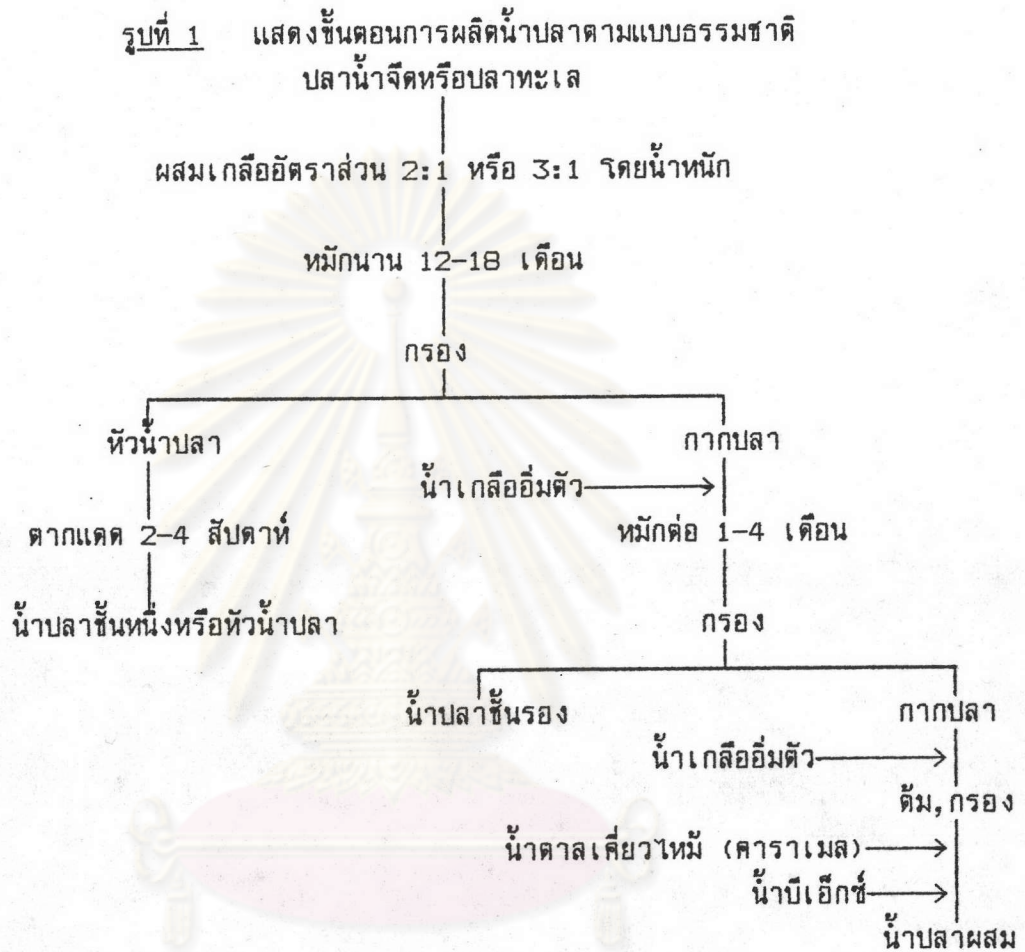 รูปที่ 1 แสดงขั้นตอนการผลิตน้ำปลาตามแบบธรรมชาติ
ปลาน้ำจืดหรือปลาทะเล
ผสมเกลืออัตราส่วน 2:1 หรือ 3:1 โดยน้ำหนัก
หมักนาน 12-18 เดือน
กรอง
หัวน้ำปลา กากปลา
น้ำเกลืออิ่มตัว
ตากแดด 2-4 สัปดาห์ หมักต่อ 1-4 เดือน
น้ำปลาชั้นหนึ่งหรือหัวน้ำปลา กรอง
น้ำปลาชั้นรอง กากปลา
น้ำเกลืออิ่มตัว
ต้ม,กรอง
น้ำตาลเคี่ยวไหม้ (คาราเมล)
น้ำบีเอ็กซ์
น้ำปลาผสม